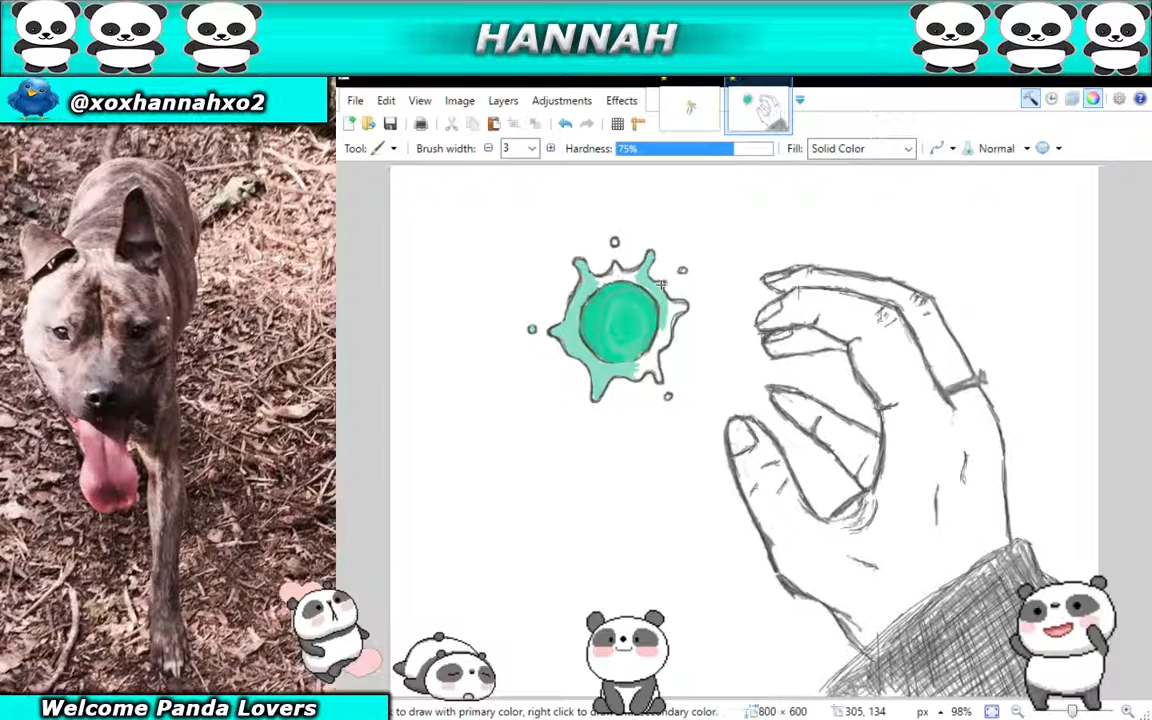 HANNAH
@xoxhannahxo2
File Edit View Image Layers Adjustments Effects
Tool: Brush width: 3 Hardness: 75% Fill: Solid Color Normal
to draw with primary color, right click to secondary color. 800 × 600 305, 134 px 98%
Welcome Panda Lovers